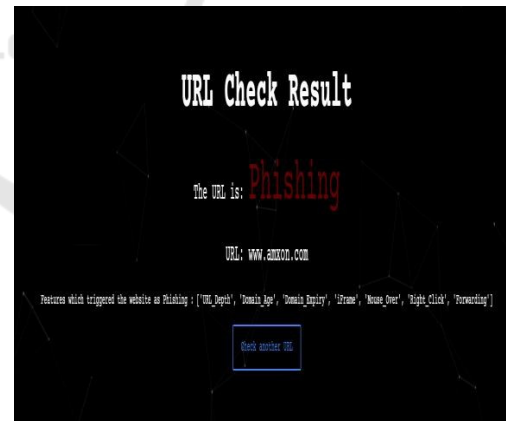 URL Check Result
The URL is: Phishing
URL: www.amxon.com
Features which triggered the website as Phishing : ['URL_Depth', 'Domain_Age', 'Domain_Expiry', 'iFrame', 'Mouse_Over', 'Right_Click', 'Forwarding']
Check another URL